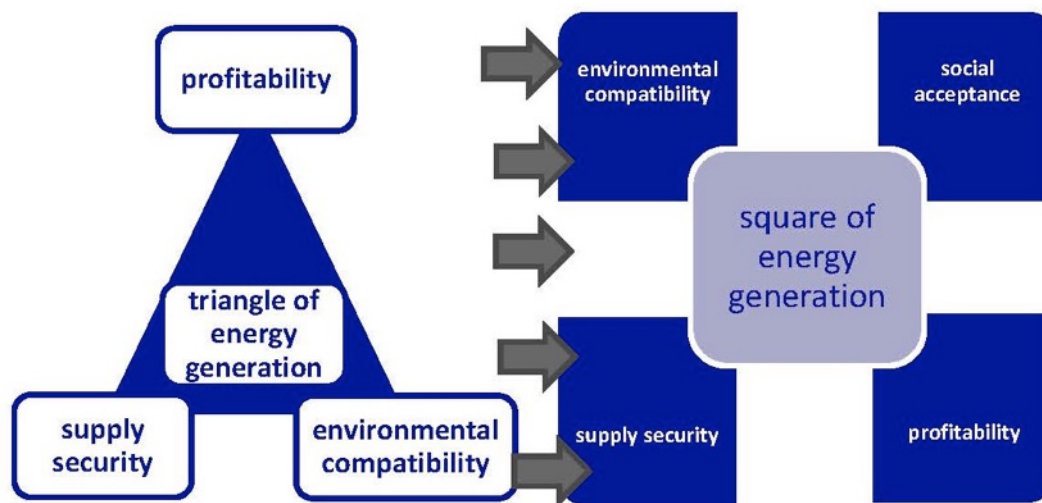 profitability
triangle of
energy
generation
supply
security
environmental
compatibility
environmental
compatibility
social
acceptance
square of
energy
generation
supply security
profitability